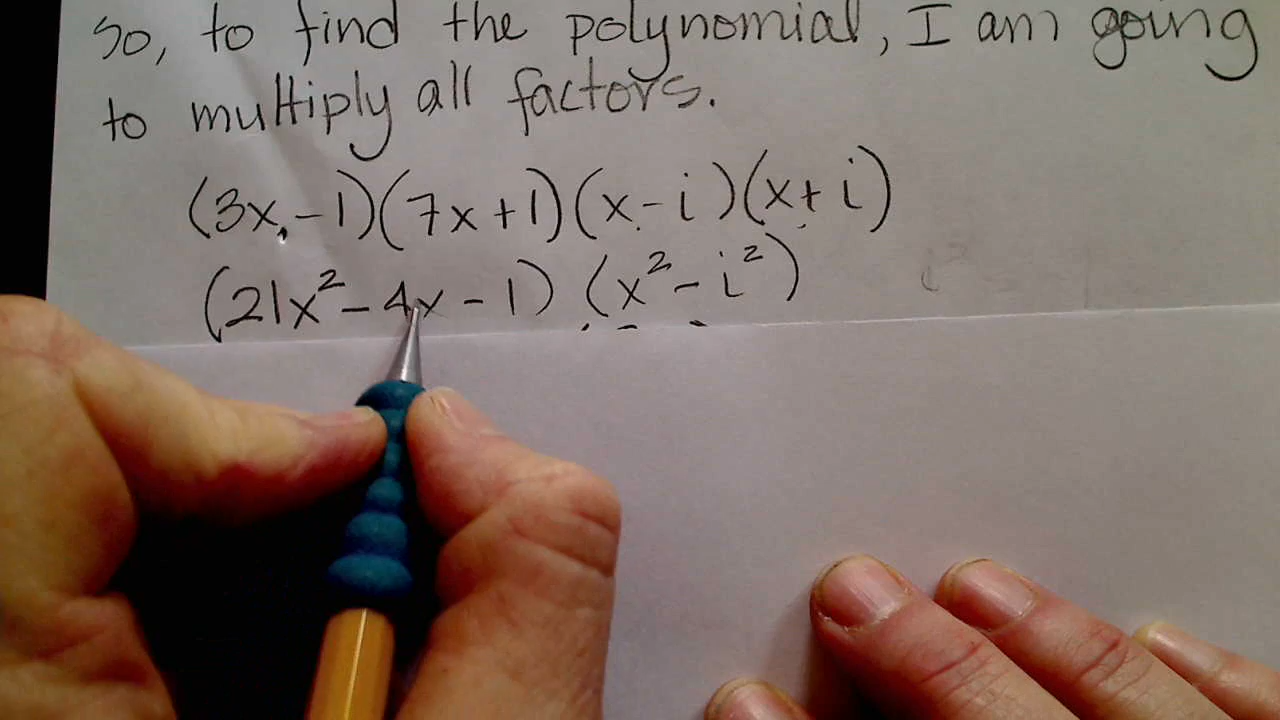 So, to find the polynomial, I am going
to multiply all factors.
(3x-1)(7x+1)(x-i)(x+i)
(21x²-4x-1) (x²-i²)